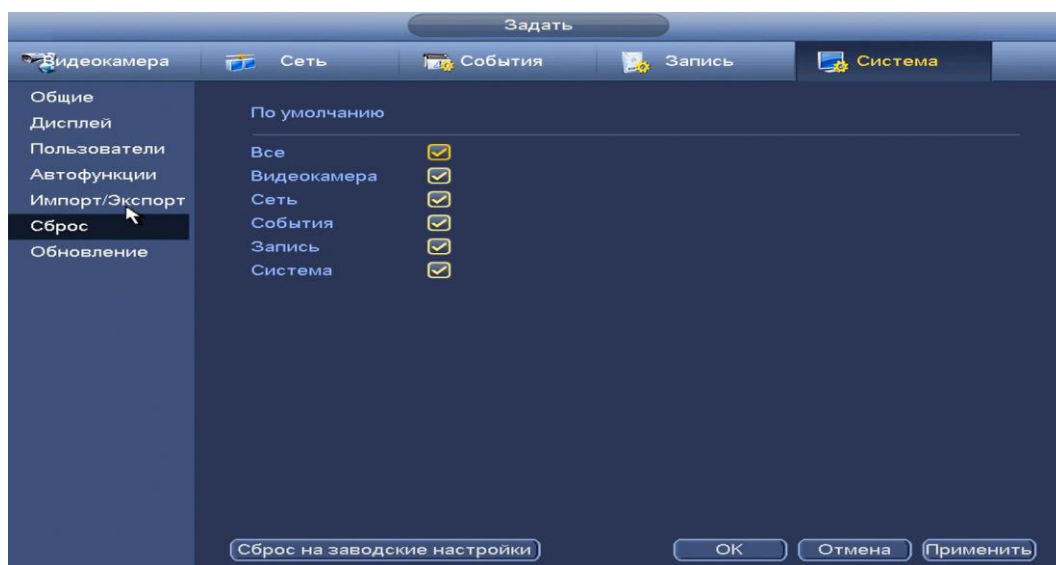 Задать
Видеокамера Сеть События Запись Система
Общие
Дисплей
Пользователи
Автофункции
Импорт/Экспорт
Сброс
Обновление
По умолчанию
Все
Видеокамера
Сеть
События
Запись
Система
Сброс на заводские настройки OK Отмена Применить